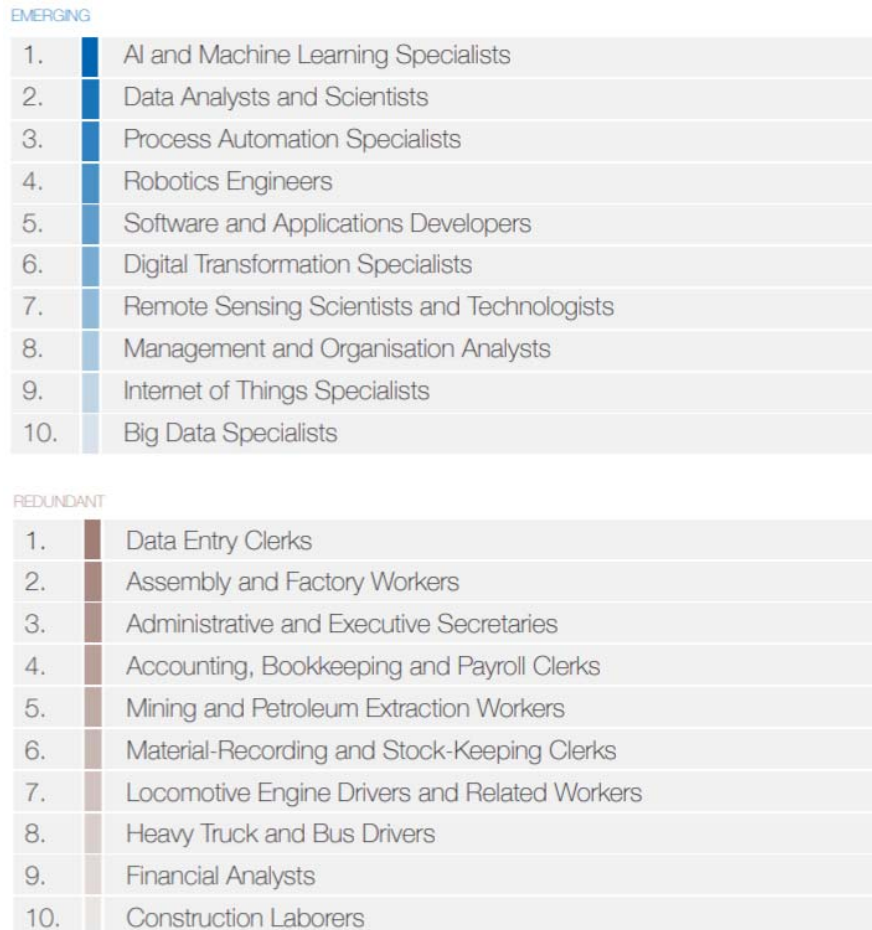 EMERGING
1. AI and Machine Learning Specialists
2. Data Analysts and Scientists
3. Process Automation Specialists
4. Robotics Engineers
5. Software and Applications Developers
6. Digital Transformation Specialists
7. Remote Sensing Scientists and Technologists
8. Management and Organisation Analysts
9. Internet of Things Specialists
10. Big Data Specialists
REDUNDANT
1. Data Entry Clerks
2. Assembly and Factory Workers
3. Administrative and Executive Secretaries
4. Accounting, Bookkeeping and Payroll Clerks
5. Mining and Petroleum Extraction Workers
6. Material-Recording and Stock-Keeping Clerks
7. Locomotive Engine Drivers and Related Workers
8. Heavy Truck and Bus Drivers
9. Financial Analysts
10. Construction Laborers